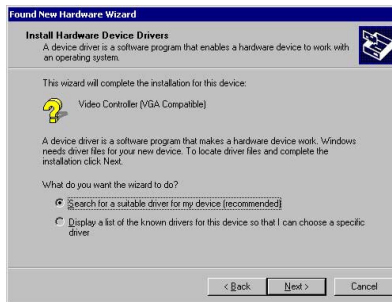 Found New Hardware Wizard
Install Hardware Device Drivers
A device driver is a software program that enables a hardware device to work with
an operating system.
This wizard will complete the installation for this device:
Video Controller (VGA Compatible)
A device driver is a software program that makes a hardware device work. Windows
needs driver files for your new device. To locate driver files and complete the
installation click Next.
What do you want the wizard to do?
Search for a suitable driver for my device (recommended)
Display a list of the known drivers for this device so that I can choose a specific
driver
< Back
Next >
Cancel